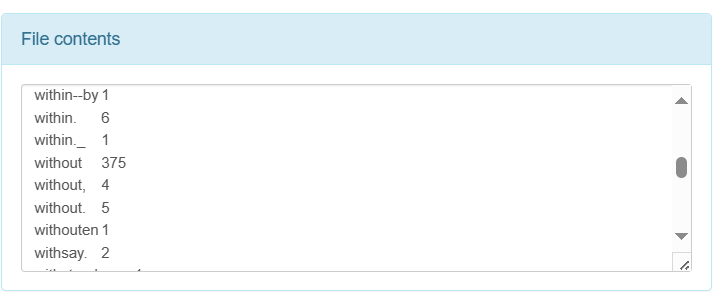 File contents
within--by 1
within. 6
within._ 1
without 375
without, 4
without. 5
withouten 1
withsay. 2